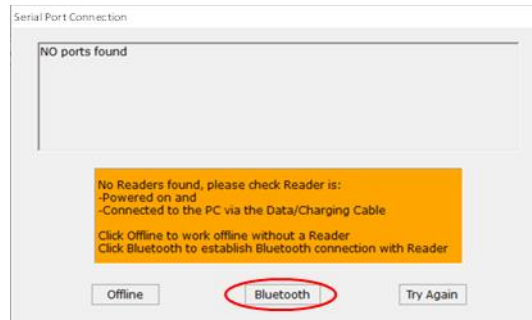 Serial Port Connection
NO ports found
No Readers found, please check Reader is:
-Powered on and
-Connected to the PC via the Data/Charging Cable
Click Offline to work offline without a Reader
Click Bluetooth to establish Bluetooth connection with Reader
Offline
Bluetooth
Try Again